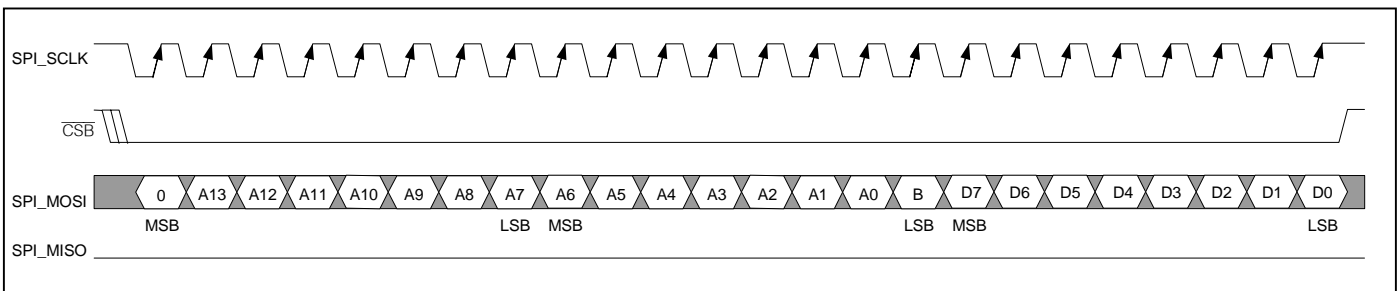 SPI_SCLK
CSB
SPI_MOSI 0 A13 A12 A11 A10 A9 A8 A7 A6 A5 A4 A3 A2 A1 A0 B D7 D6 D5 D4 D3 D2 D1 D0
MSB LSB MSB LSB MSB LSB
SPI_MISO